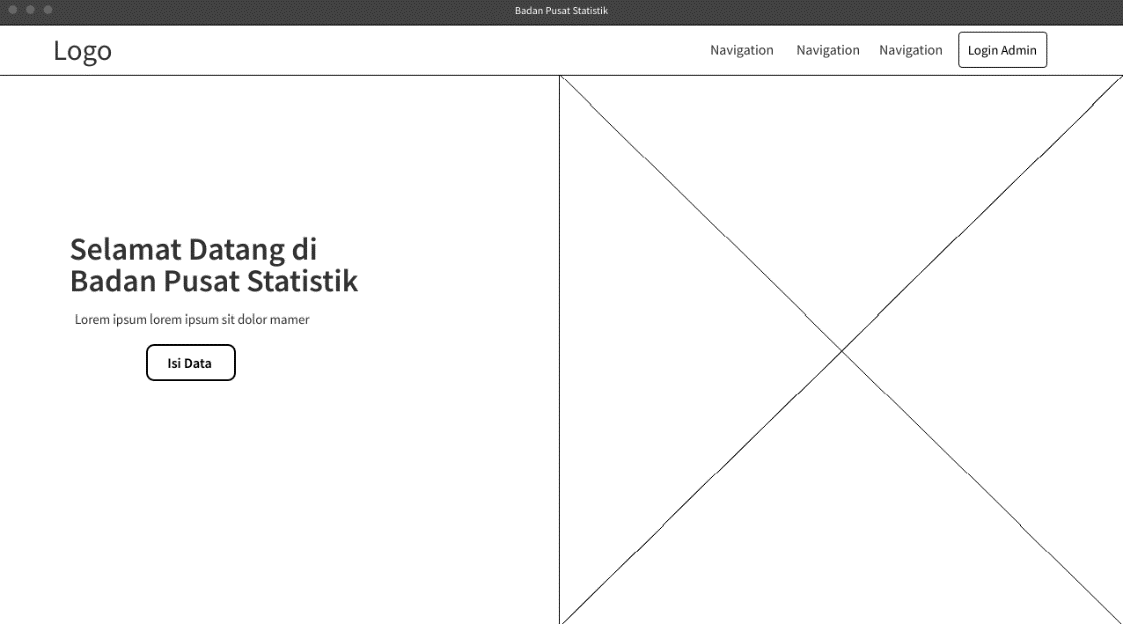 Badan Pusat Statistik
Logo
Navigation Navigation Navigation Login Admin
Selamat Datang di
Badan Pusat Statistik
Lorem ipsum lorem ipsum sit dolor mamer
Isi Data